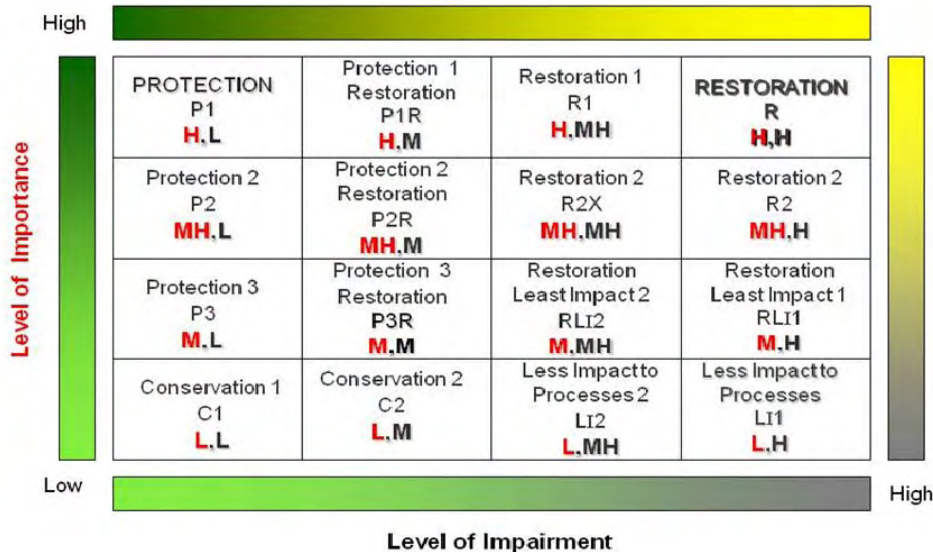 High
Level of Importance
PROTECTION
P1
H,L
Protection 1
Restoration
P1R
H,M
Restoration 1
R1
H,MH
RESTORATION
R
H,H
Protection 2
P2
MH,L
Protection 2
Restoration
P2R
MH,M
Restoration 2
R2X
MH,MH
Restoration 2
R2
MH,H
Protection 3
P3
M,L
Protection 3
Restoration
P3R
M,M
Restoration
Least Impact 2
RLI2
M,MH
Restoration
Least Impact 1
RLI1
M,H
Conservation 1
C1
L,L
Conservation 2
C2
L,M
Less Impact to
Processes 2
LI2
L,MH
Less Impact to
Processes
LI1
L,H
Low
High
Level of Impairment